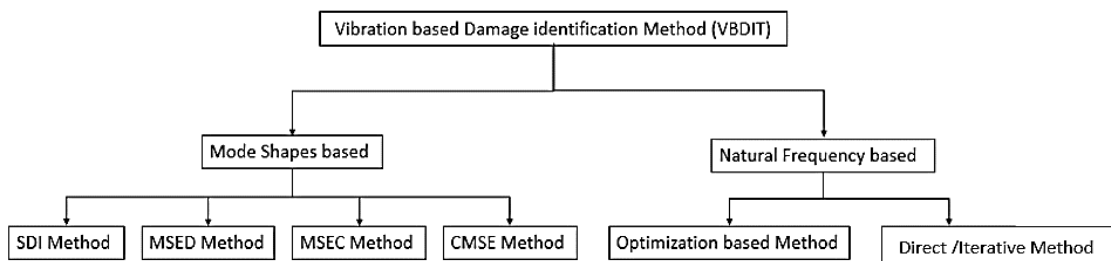 Vibration based Damage identification Method (VBDIT)
Mode Shapes based
Natural Frequency based
SDI Method
MSED Method
MSEC Method
CMSE Method
Optimization based Method
Direct /Iterative Method